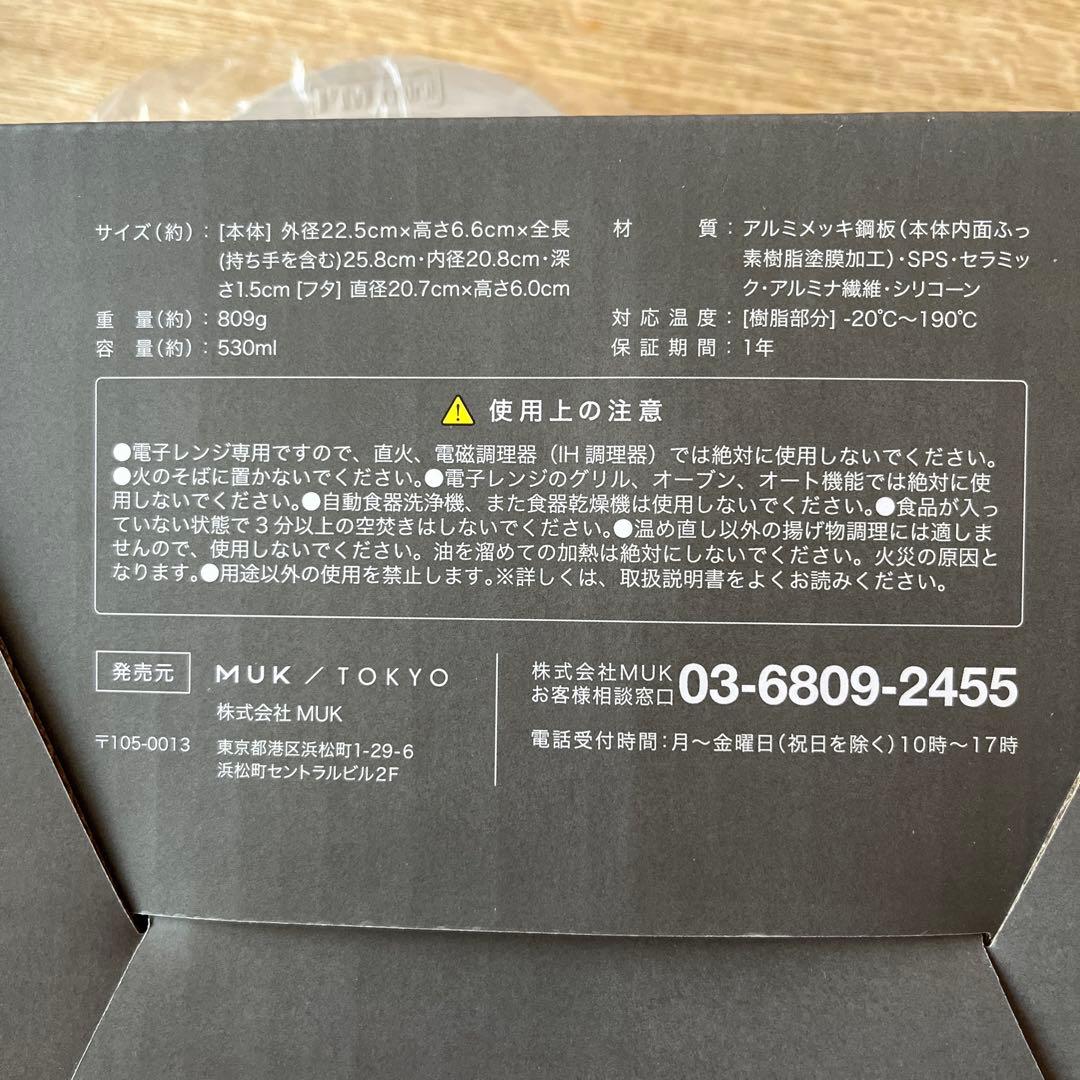 サイズ(約)：[本体] 外径22.5cm×高さ6.6cm×全長
(持ち手を含む)25.8cm・内径20.8cm・深
さ1.5cm [フタ] 直径20.7cm×高さ6.0cm
重 量(約)：809g
容 量(約)：530ml
材 質：アルミメッキ鋼板(本体内面ふっ
素樹脂塗膜加工)・SPS・セラミッ
ク・アルミナ繊維・シリコーン
対応温度：[樹脂部分] -20℃〜190℃
保証期間：1年
使用上の注意
●電子レンジ専用ですので、直火、電磁調理器（IH 調理器）では絶対に使用しないでください。
●火のそばに置かないでください。●電子レンジのグリル、オーブン、オート機能では絶対に使
用しないでください。●自動食器洗浄機、また食器乾燥機は使用しないでください。●食品が入っ
ていない状態で3分以上の空焚きはしないでください。●温め直し以外の揚げ物調理には適しま
せんので、使用しないでください。油を溜めての加熱は絶対にしないでください。火災の原因と
なります。●用途以外の使用を禁止します。※詳しくは、取扱説明書をよくお読みください。
発売元
MUK / TOKYO
株式会社 MUK
〒105-0013
東京都港区浜松町1-29-6
浜松町セントラルビル2F
株式会社MUK
お客様相談窓口
03-6809-2455
電話受付時間：月〜金曜日(祝日を除く)10時〜17時